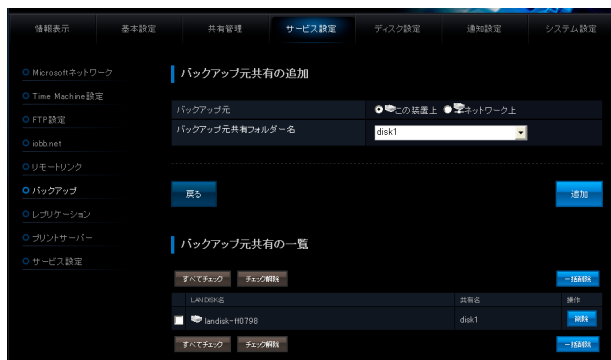 情報表示 基本設定 共有管理 サービス設定 ディスク設定 通知設定 システム設定
Microsoftネットワーク
Time Machine設定
FTP設定
iobb.net
リモートリンク
バックアップ
レプリケーション
プリントサーバー
サービス設定
バックアップ元共有の追加
バックアップ元 この装置上 ネットワーク上
バックアップ元共有フォルダー名 disk1
戻る 追加
バックアップ元共有の一覧
すべてチェック チェック解除 一括削除
LANDISK名 共有名 操作
landisk-ff0798 disk1 削除
すべてチェック チェック解除 一括削除